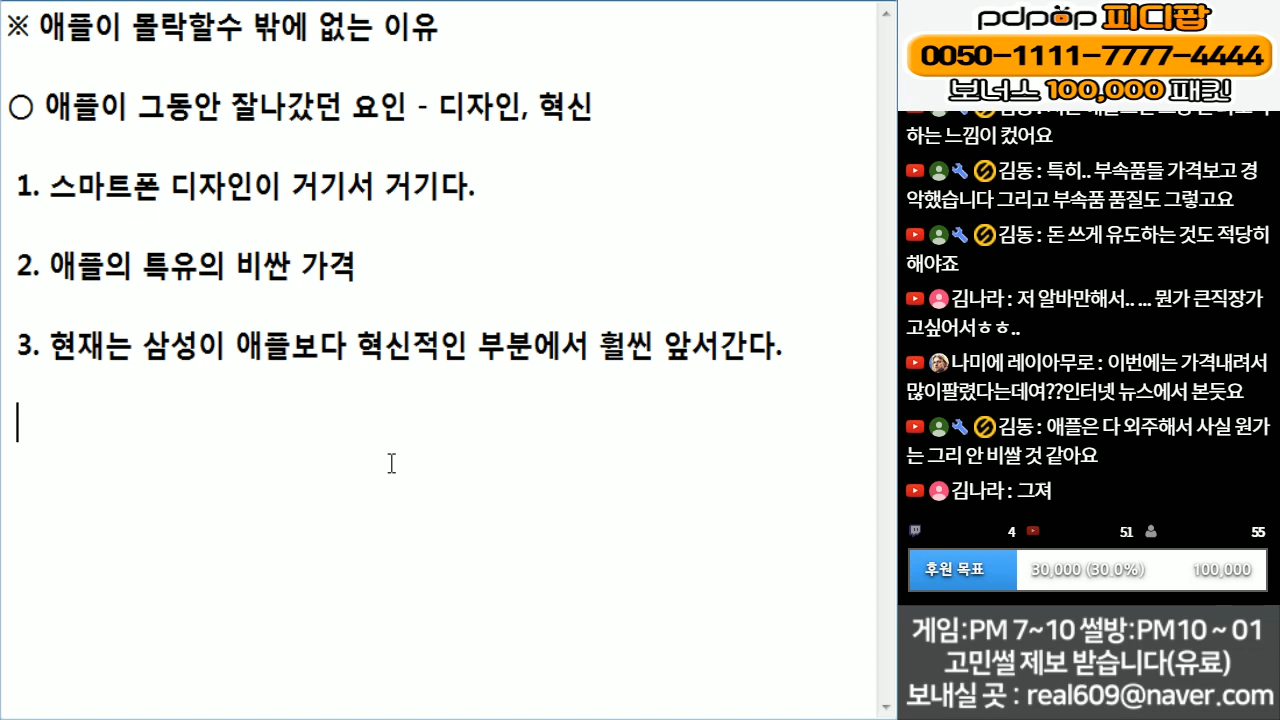 ※ 애플이 몰락할수 밖에 없는 이유
○ 애플이 그동안 잘나갔던 요인 - 디자인, 혁신
1. 스마트폰 디자인이 거기서 거기다.
2. 애플의 특유의 비싼 가격
3. 현재는 삼성이 애플보다 혁신적인 부분에서 훨씬 앞서간다.
pdpop 피디팝
0050-1111-7777-4444
보너스 100,000 패킷
하는 느낌이 컸어요
김동 : 특히.. 부속품들 가격보고 경
악했습니다 그리고 부속품 품질도 그렇고요
김동 : 돈 쓰게 유도하는 것도 적당히
해야죠
김나라 : 저 알바만해서.. ... 뭔가 큰직장가
고싶어서ㅎㅎ..
나미에 레이아무로 : 이번에는 가격내려서
많이팔렸다는데여??인터넷 뉴스에서 본듯요
김동 : 애플은 다 외주해서 사실 원가
는 그리 안 비쌀 것 같아요
김나라 : 그져
4 51 55
후원 목표 30,000 (30.0%) 100,000
게임:PM 7~10 썰방:PM10 ~ 01
고민썰 제보 받습니다(유료)
보내실 곳 : real609@naver.com